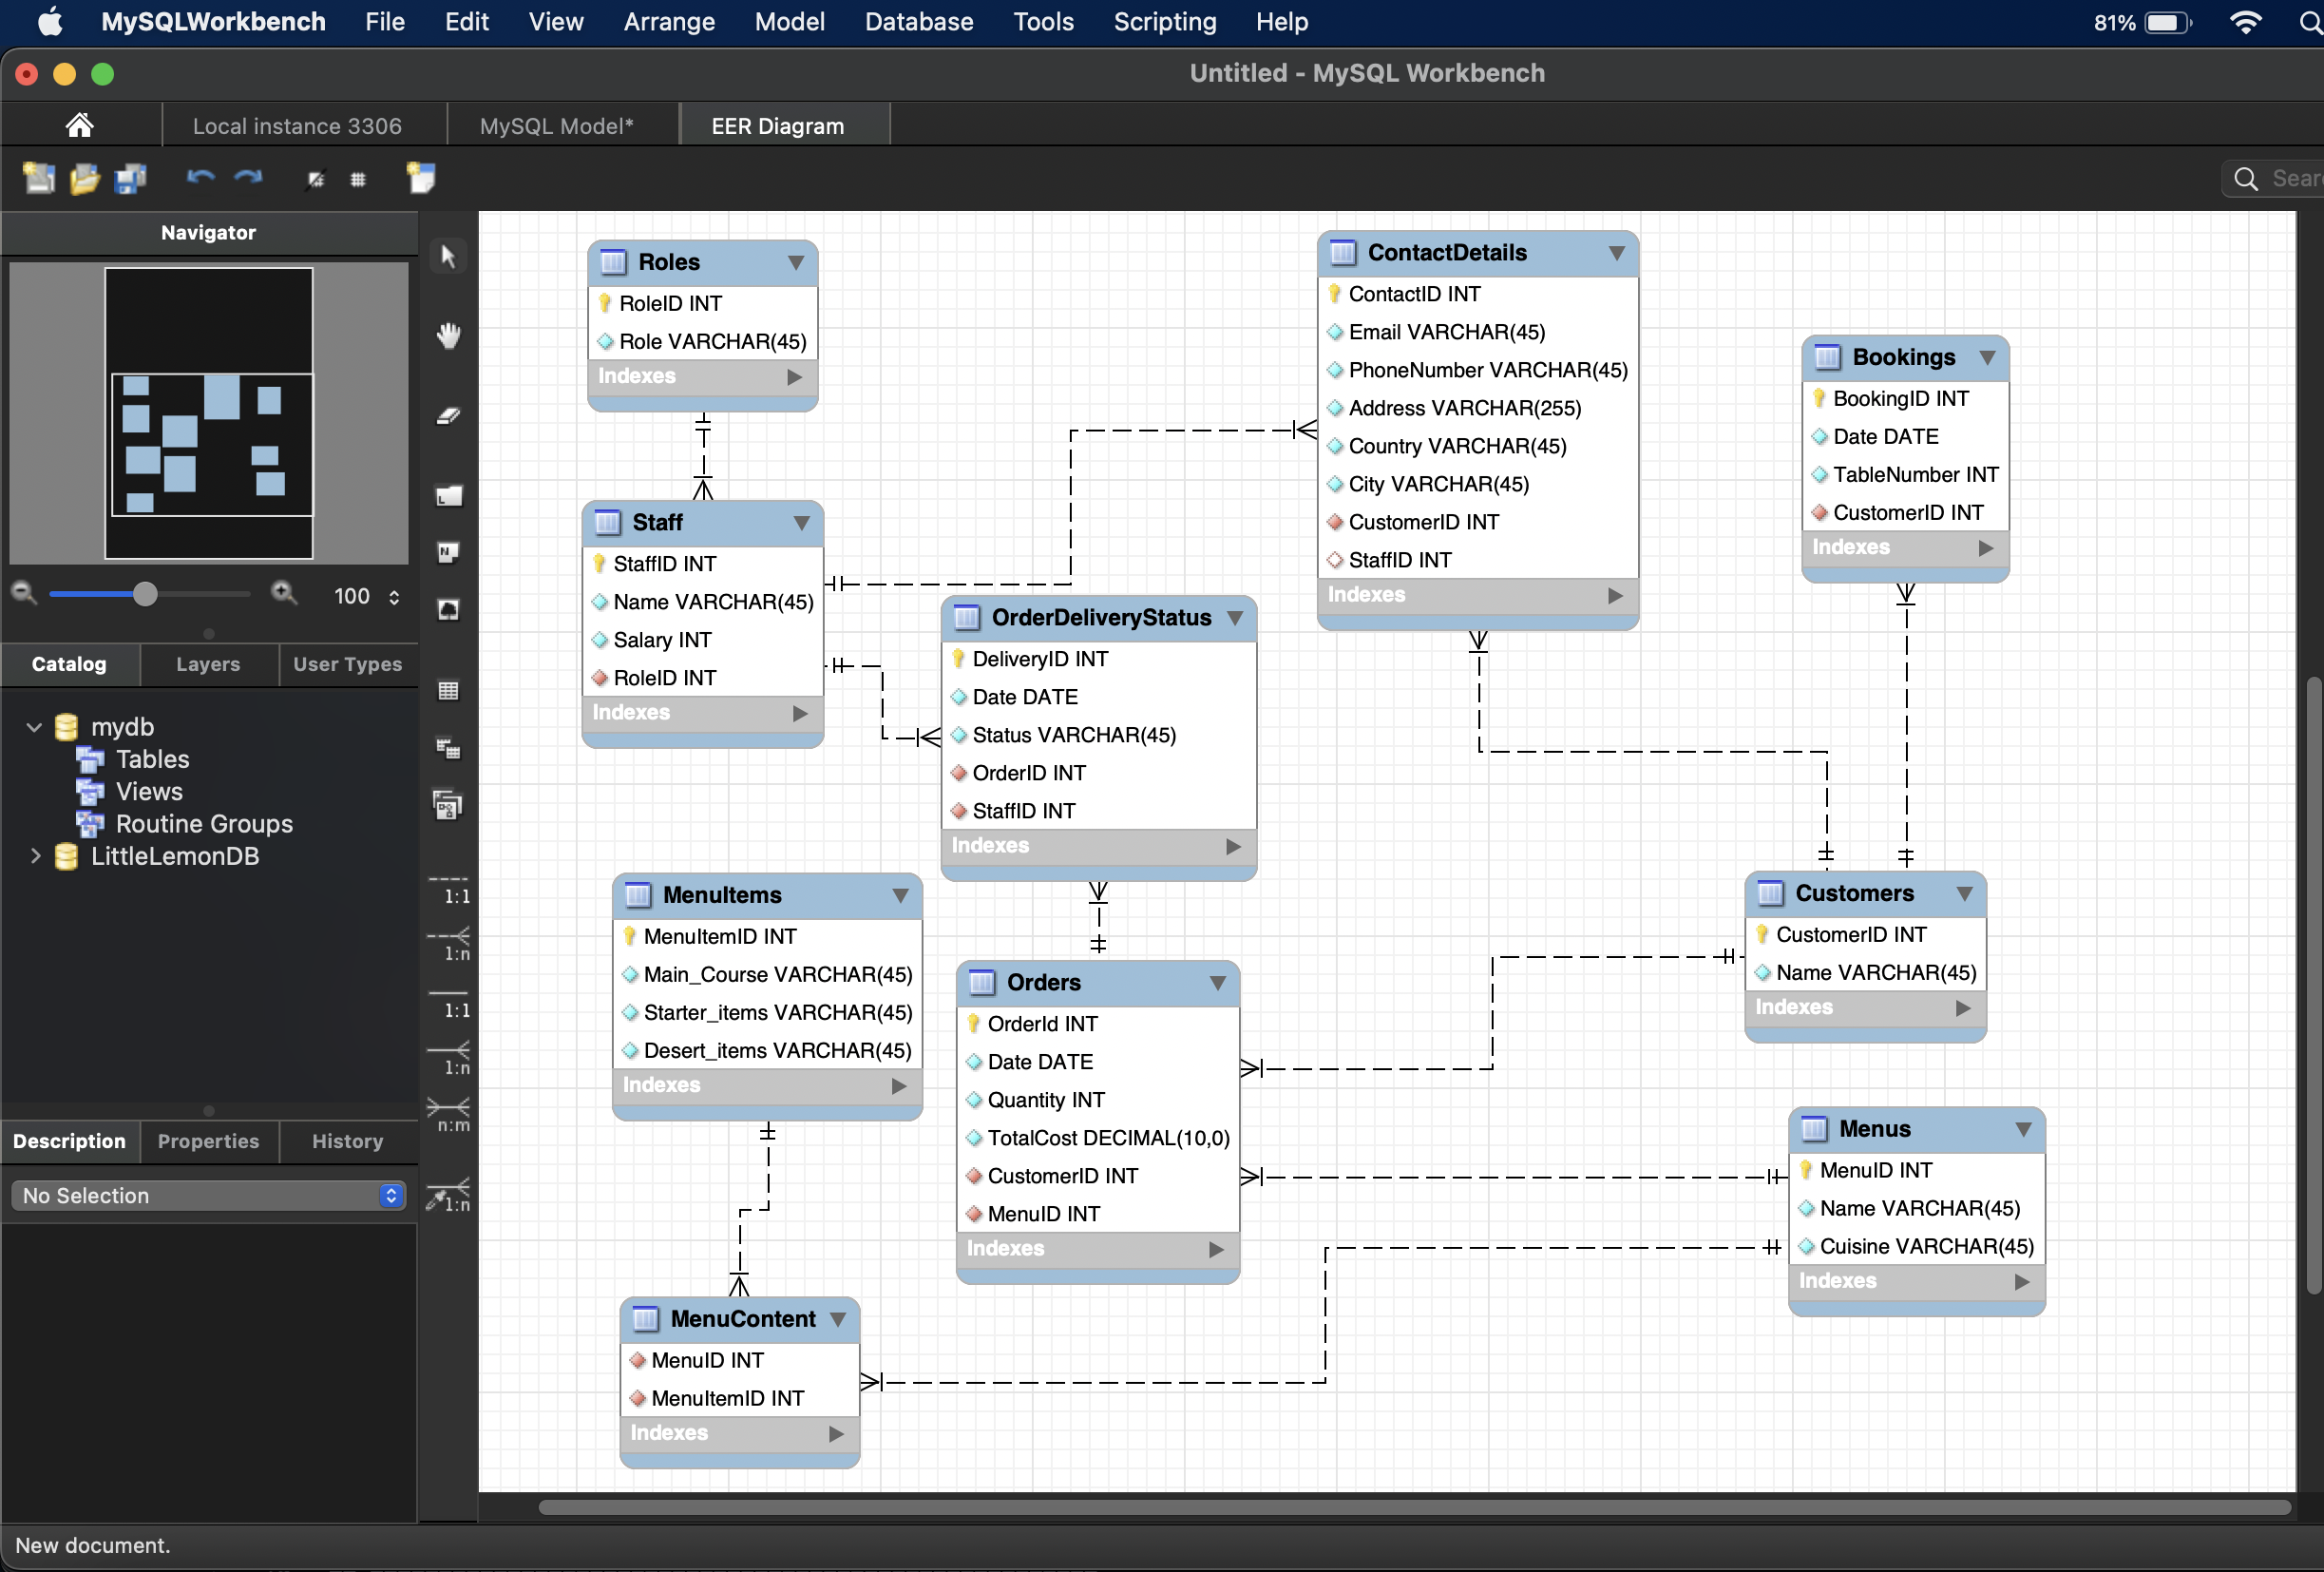 MySQLWorkbench File Edit View Arrange Model Database Tools Scripting Help 81%
Untitled - MySQL Workbench
Local instance 3306 MySQL Model* EER Diagram
Sear
Navigator
100
Catalog Layers User Types
mydb
Tables
Views
Routine Groups
LittleLemonDB
Description Properties History
No Selection
L
N
1:1
1:n
1:1
1:n
n:m
1:n
Roles
RoleID INT
Role VARCHAR(45)
Indexes
Staff
StaffID INT
Name VARCHAR(45)
Salary INT
RoleID INT
Indexes
OrderDeliveryStatus
DeliveryID INT
Date DATE
Status VARCHAR(45)
OrderID INT
StaffID INT
Indexes
ContactDetails
ContactID INT
Email VARCHAR(45)
PhoneNumber VARCHAR(45)
Address VARCHAR(255)
Country VARCHAR(45)
City VARCHAR(45)
CustomerID INT
StaffID INT
Indexes
Bookings
BookingID INT
Date DATE
TableNumber INT
CustomerID INT
Indexes
MenuItems
MenuItemID INT
Main_Course VARCHAR(45)
Starter_items VARCHAR(45)
Desert_items VARCHAR(45)
Indexes
Orders
OrderId INT
Date DATE
Quantity INT
TotalCost DECIMAL(10,0)
CustomerID INT
MenuID INT
Indexes
Customers
CustomerID INT
Name VARCHAR(45)
Indexes
Menus
MenuID INT
Name VARCHAR(45)
Cuisine VARCHAR(45)
Indexes
MenuContent
MenuID INT
MenuItemID INT
Indexes
New document.